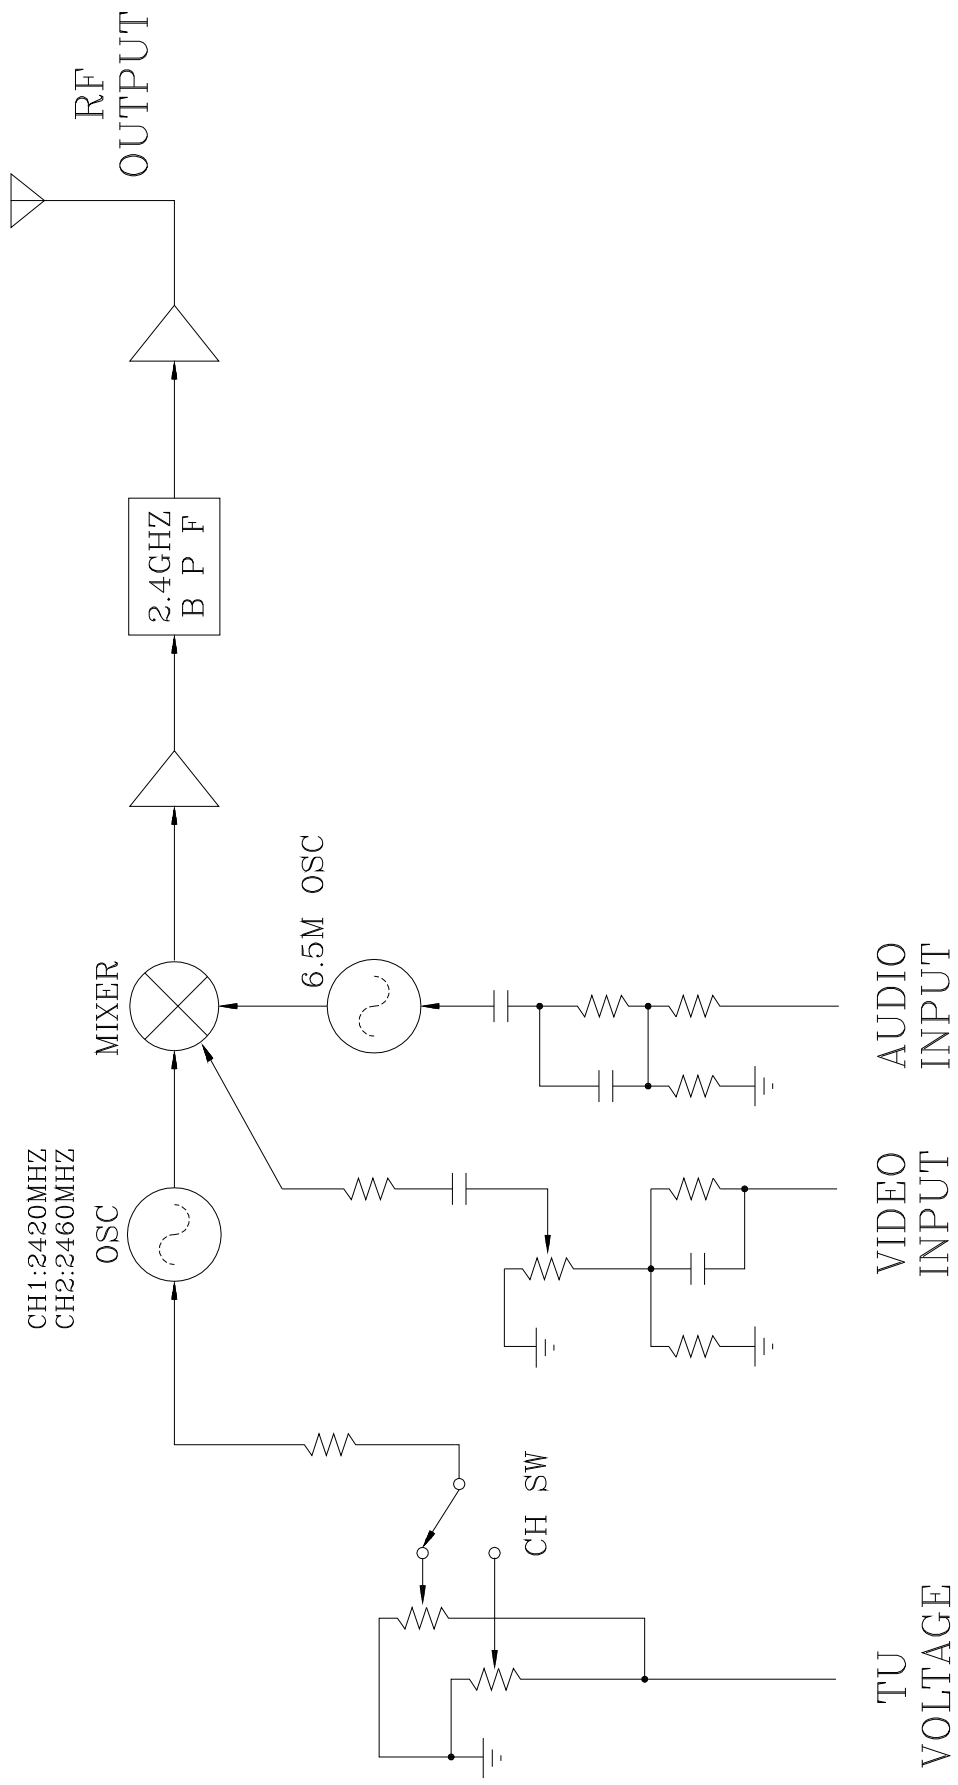 CH1:2420MHZ
CH2:2460MHZ
OSC
MIXER
2.4GHZ
B P F
RF
OUTPUT
6.5M OSC
CH SW
TU
VOLTAGE
VIDEO
INPUT
AUDIO
INPUT